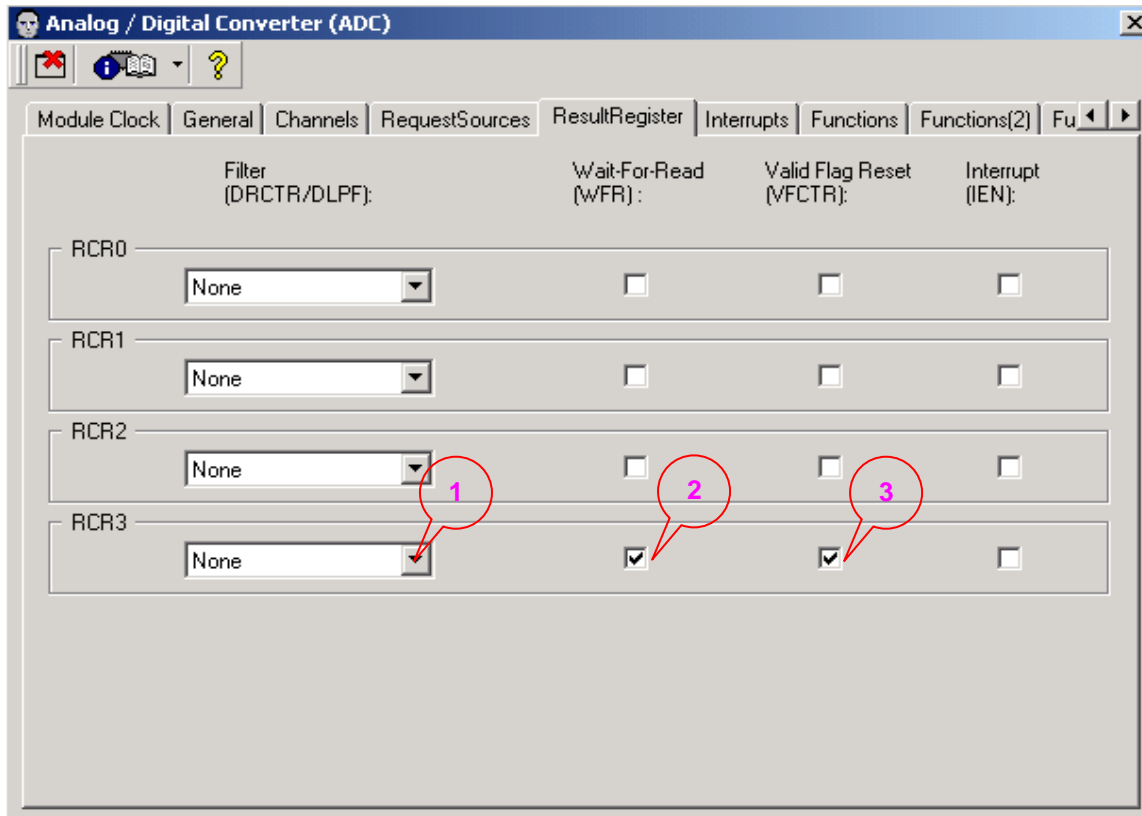 Analog / Digital Converter (ADC)
Module Clock General Channels RequestSources ResultRegister Interrupts Functions Functions(2) Fu
Filter Wait-For-Read Valid Flag Reset Interrupt
(DRCTR/DLPF): (WFR) : (VFCTR): (IEN):
RCR0
None
RCR1
None
RCR2
None
1 2 3
RCR3
None